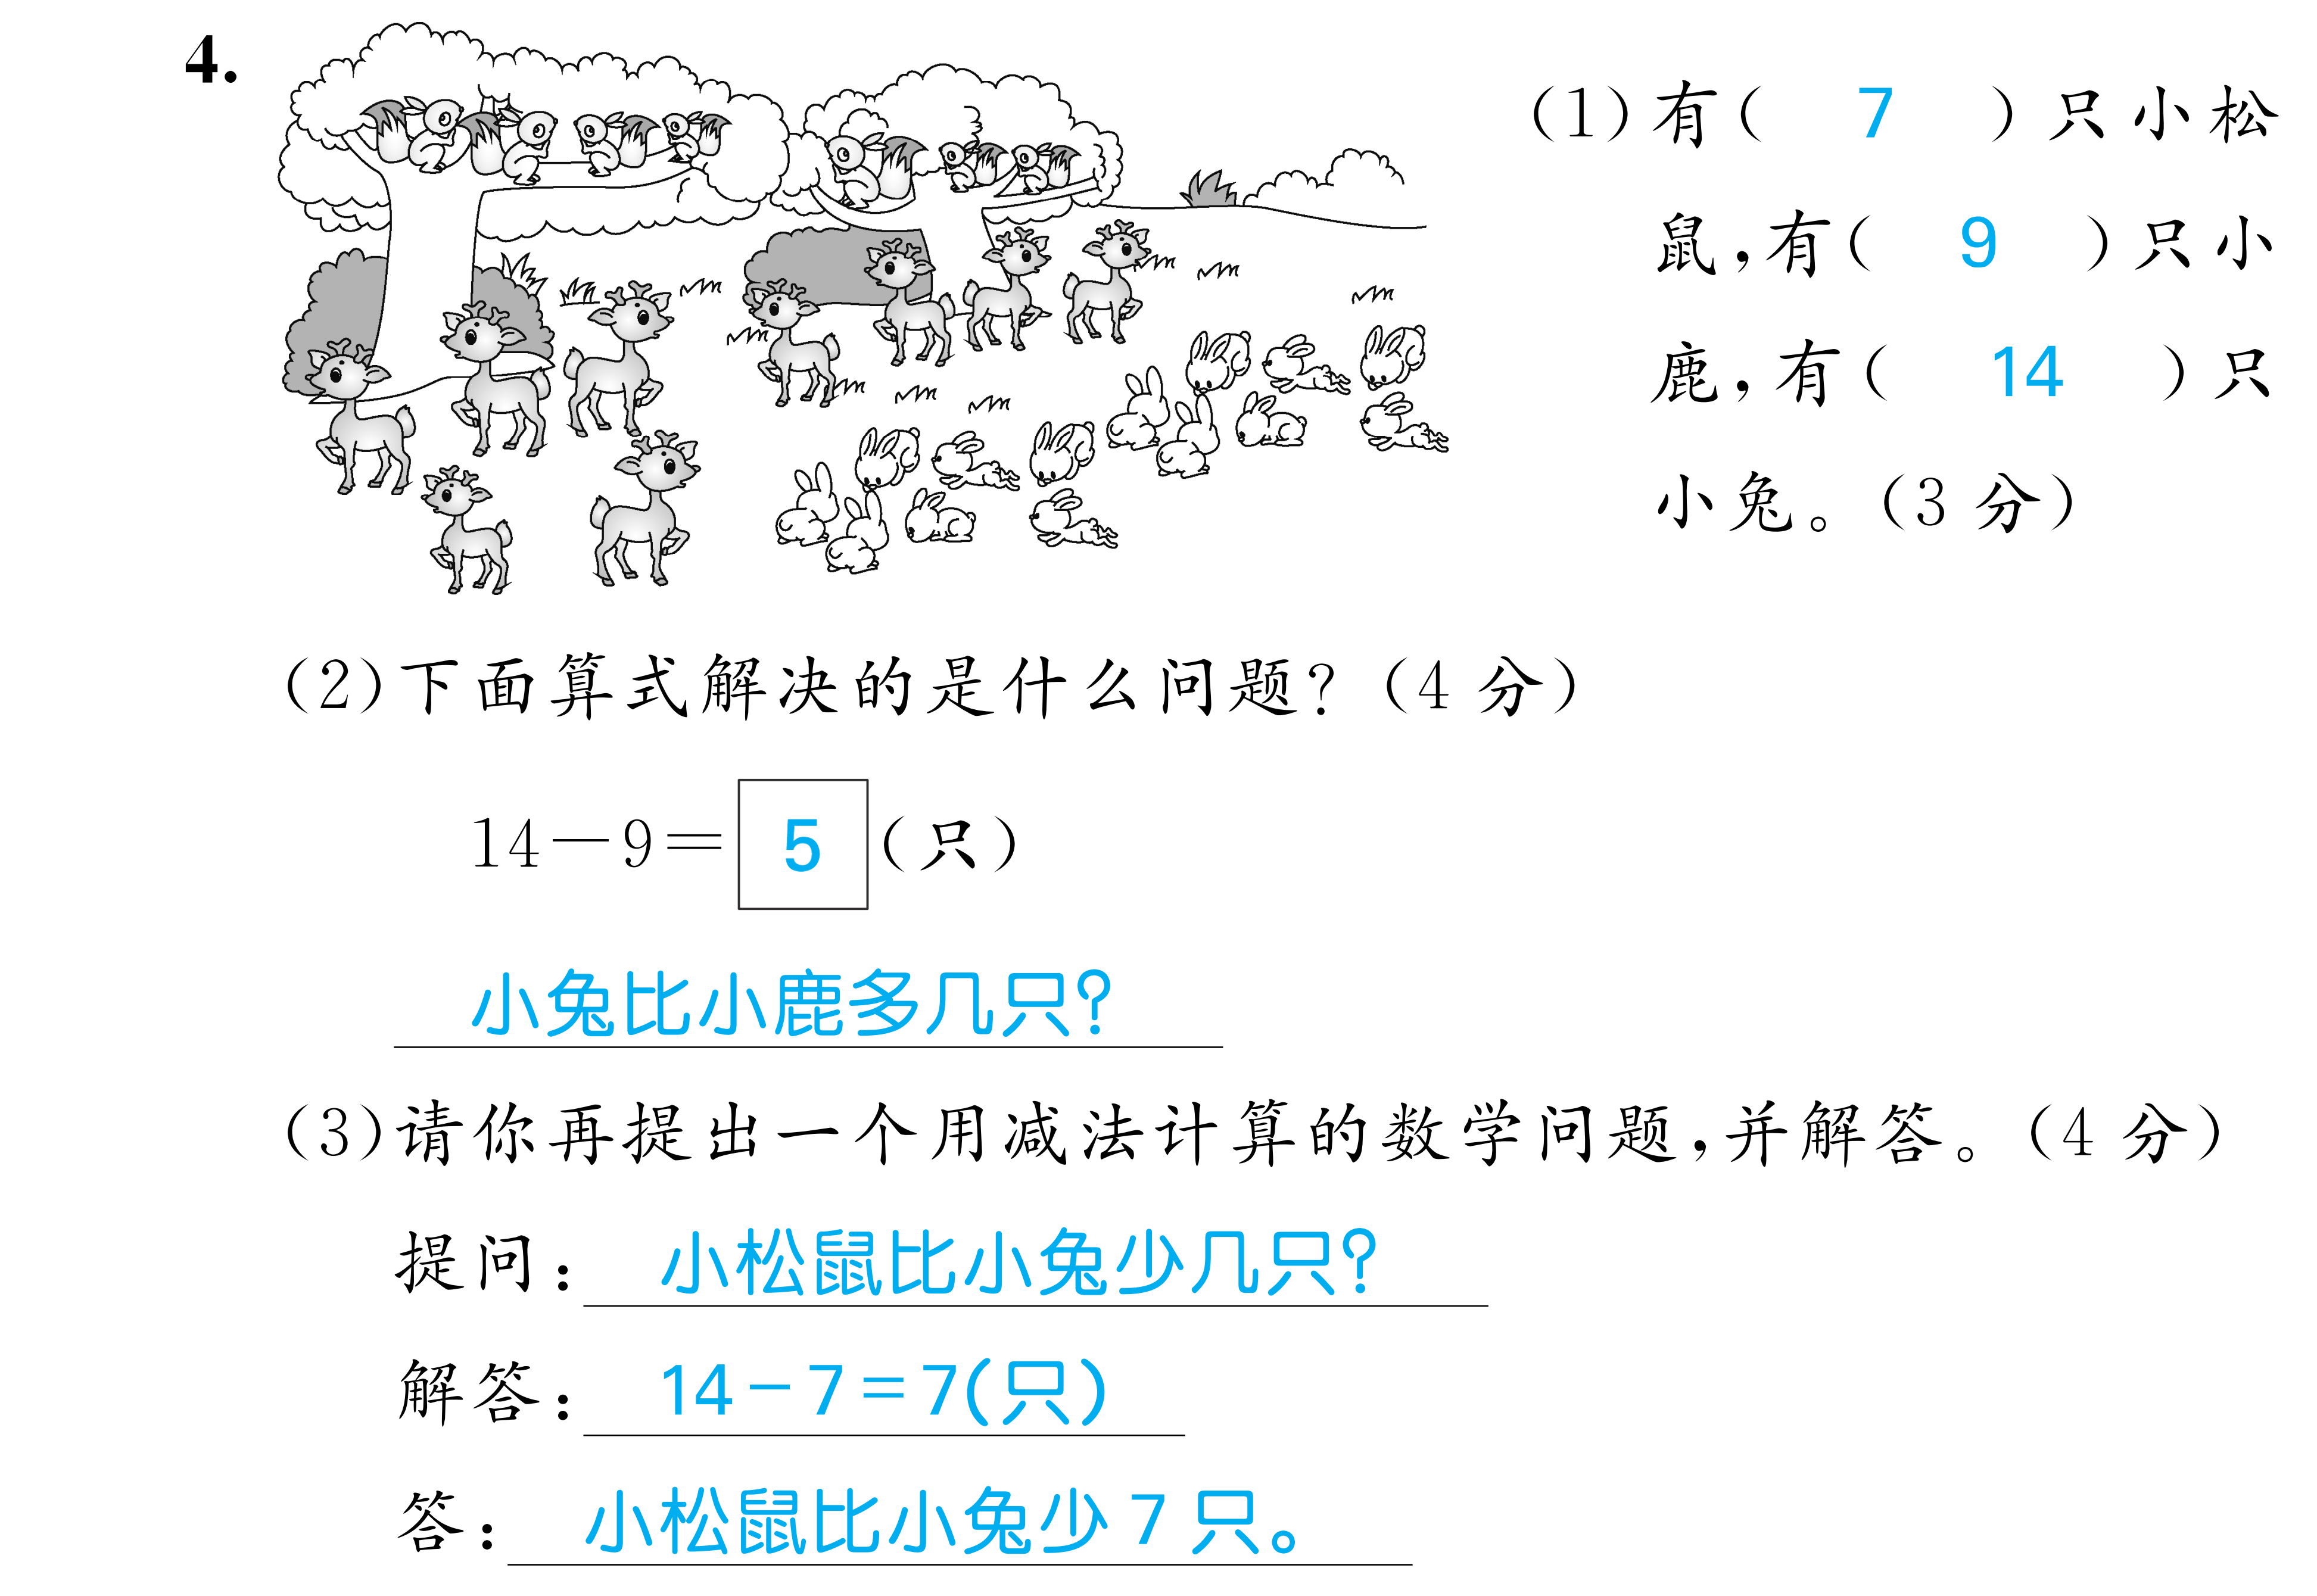 4.
(1)有( 7 )只小松
鼠,有( 9 )只小
鹿,有( 14 )只
小兔。(3分)
(2)下面算式解决的是什么问题?(4分)
14-9=5(只)
小兔比小鹿多几只?
(3)请你再提出一个用减法计算的数学问题,并解答。(4分)
提问:小松鼠比小兔少几只?
解答:14-7=7(只)
答:小松鼠比小兔少7只。